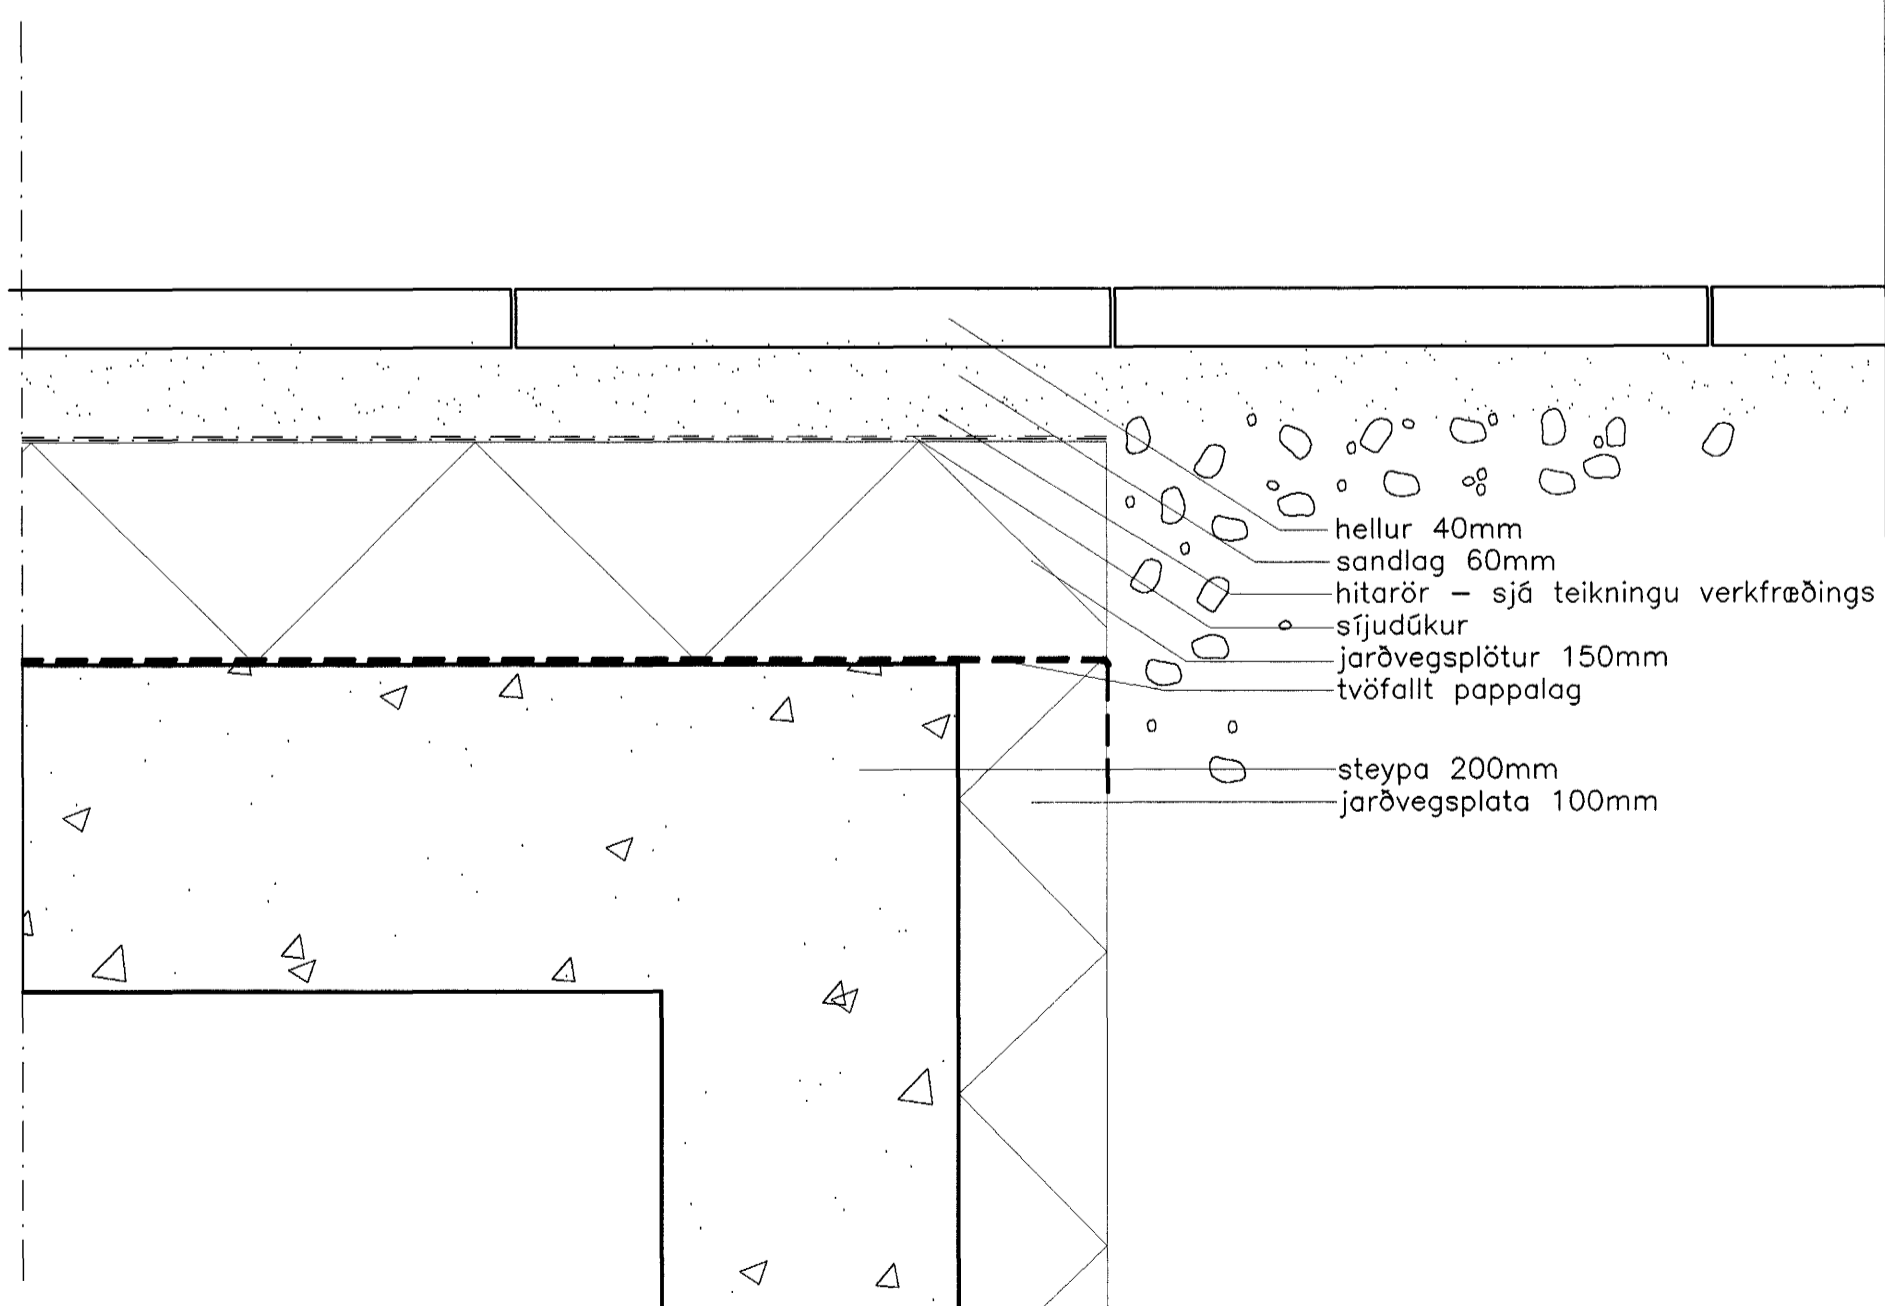 hellur 40mm
sandlag 60mm
hitarör – sjá teikningu verkfræðings
síjudúkur
jarðvegsplötur 150mm
tvöfallt pappalag
steypa 200mm
jarðvegsplata 100mm